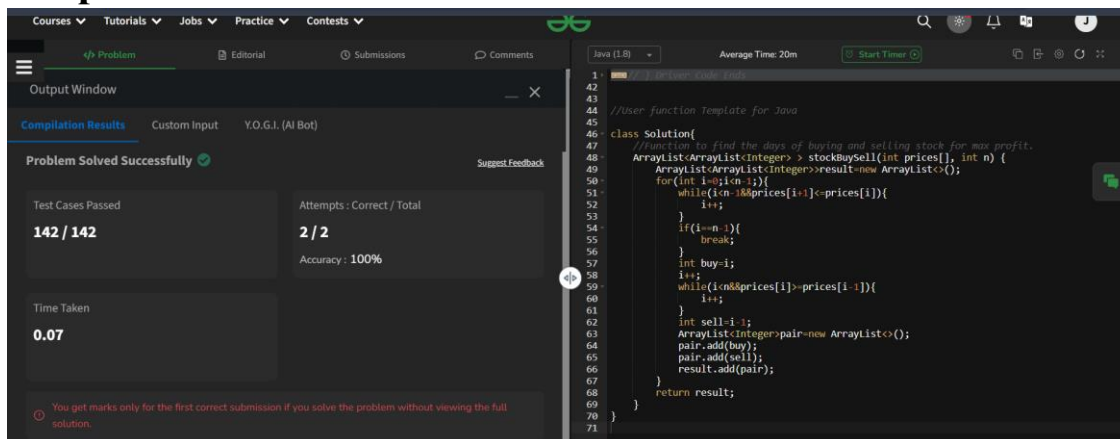 Courses Tutorials Jobs Practice Contests
J
</> Problem Editorial Submissions Comments
Java (1.8) Average Time: 20m Start Timer
Output Window
Compilation Results Custom Input Y.O.G.I. (AI Bot)
Problem Solved Successfully
Suggest Feedback
Test Cases Passed
142 / 142
Attempts : Correct / Total
2 / 2
Accuracy : 100%
Time Taken
0.07
You get marks only for the first correct submission if you solve the problem without viewing the full
solution.
1 // } Driver Code Ends
42
43
44 //User function Template for Java
45
46 class Solution{
47 //Function to find the days of buying and selling stock for max profit.
48 ArrayList<ArrayList<Integer> > stockBuySell(int prices[], int n) {
49 ArrayList<ArrayList<Integer>>result=new ArrayList<>();
50 for(int i=0;i<n-1;){
51 while(i<n-1&&prices[i+1]<=prices[i]){
52 i++;
53 }
54 if(i==n-1){
55 break;
56 }
57 int buy=i;
58 i++;
59 while(i<n&&prices[i]>=prices[i-1]){
60 i++;
61 }
62 int sell=i-1;
63 ArrayList<Integer>pair=new ArrayList<>();
64 pair.add(buy);
65 pair.add(sell);
66 result.add(pair);
67 }
68 return result;
69 }
70 }
71